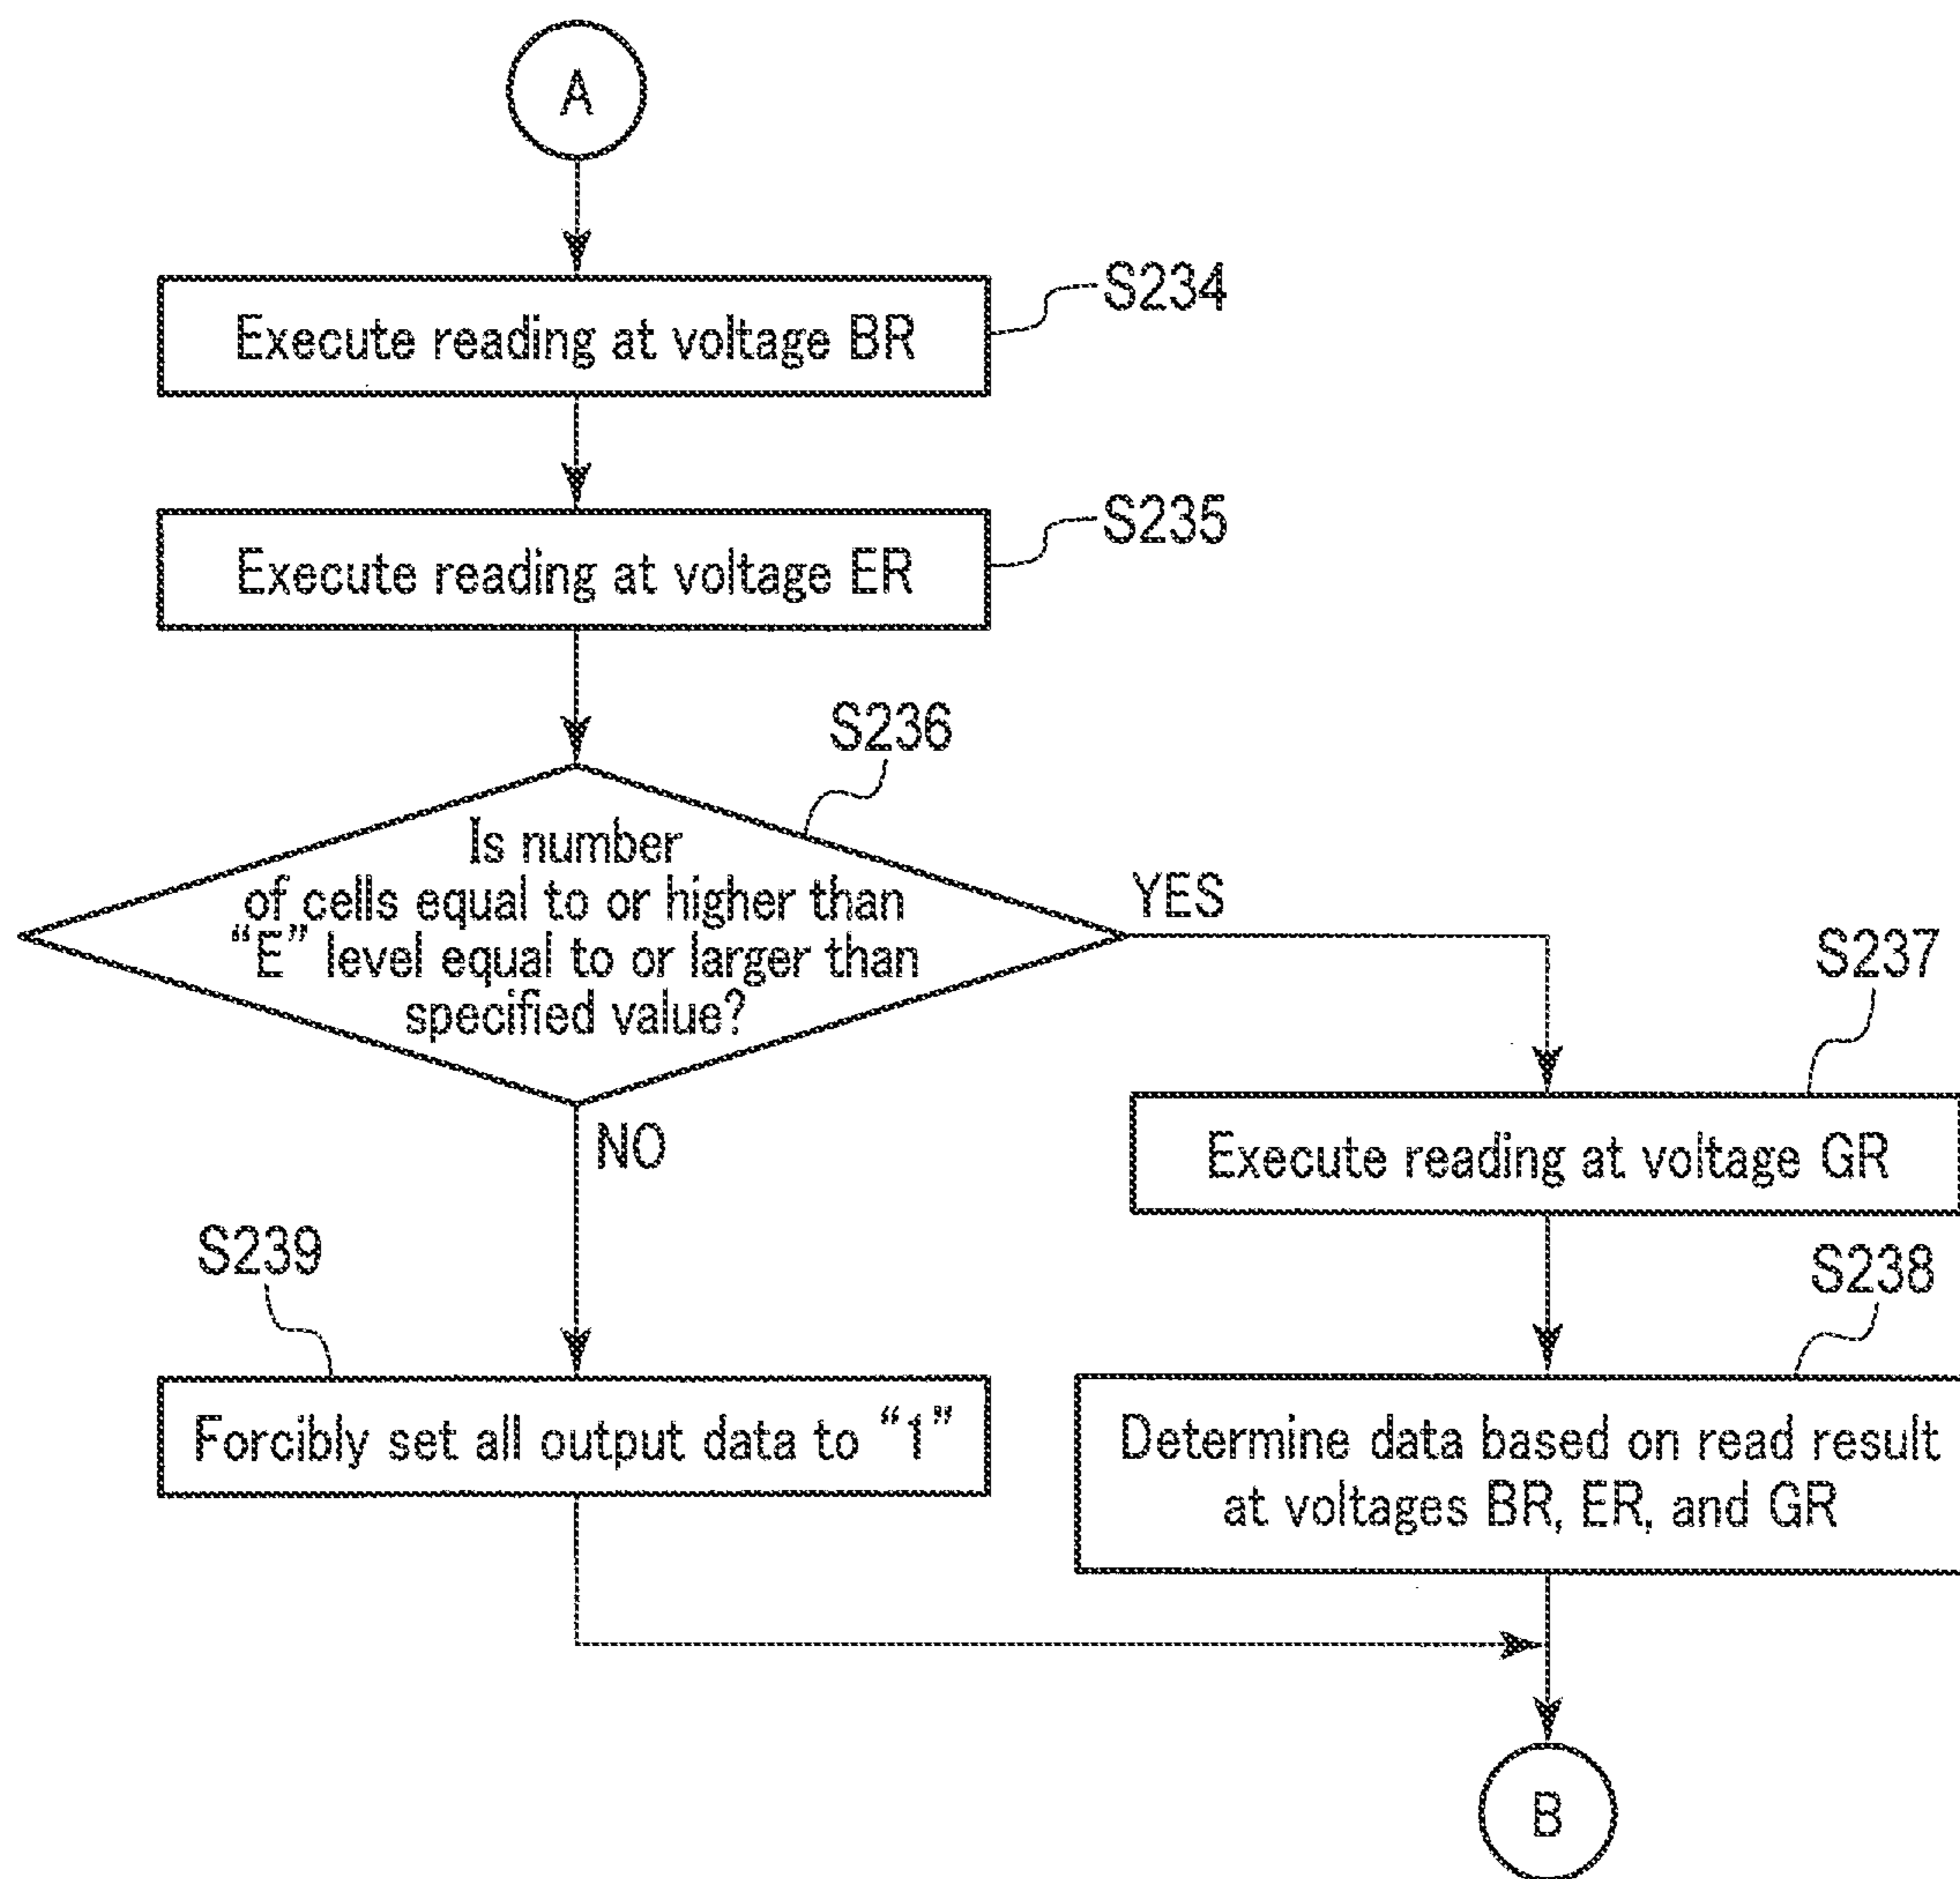 A
S234
Execute reading at voltage BR
S235
Execute reading at voltage ER
S236
Is number
of cells equal to or higher than
“E” level equal to or larger than
specified value?
YES
NO
S237
Execute reading at voltage GR
S239
Forcibly set all output data to “1”
S238
Determine data based on read result
at voltages BR, ER, and GR
B